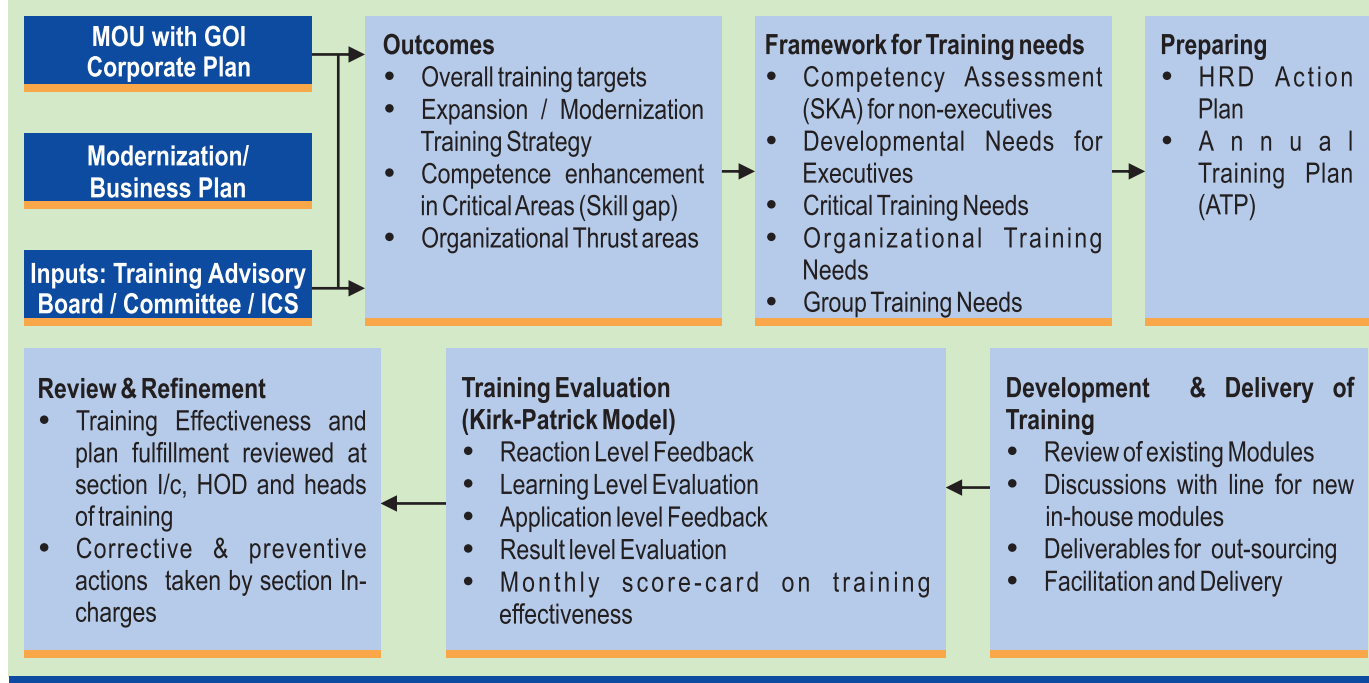 MOU with GOI
Corporate Plan
Modernization/
Business Plan
Inputs: Training Advisory
Board / Committee / ICS
Outcomes
• Overall training targets
• Expansion / Modernization
Training Strategy
• Competence enhancement
in Critical Areas (Skill gap)
• Organizational Thrust areas
Framework for Training needs
• Competency Assessment
(SKA) for non-executives
• Developmental Needs for
Executives
• Critical Training Needs
• Organizational Training
Needs
• Group Training Needs
Preparing
• HRD Action
Plan
• Annual
Training Plan
(ATP)
Review & Refinement
• Training Effectiveness and
plan fulfillment reviewed at
section I/c, HOD and heads
of training
• Corrective & preventive
actions taken by section In-
charges
Training Evaluation
(Kirk-Patrick Model)
• Reaction Level Feedback
• Learning Level Evaluation
• Application level Feedback
• Result level Evaluation
• Monthly score-card on training
effectiveness
Development & Delivery of
Training
• Review of existing Modules
• Discussions with line for new
in-house modules
• Deliverables for out-sourcing
• Facilitation and Delivery